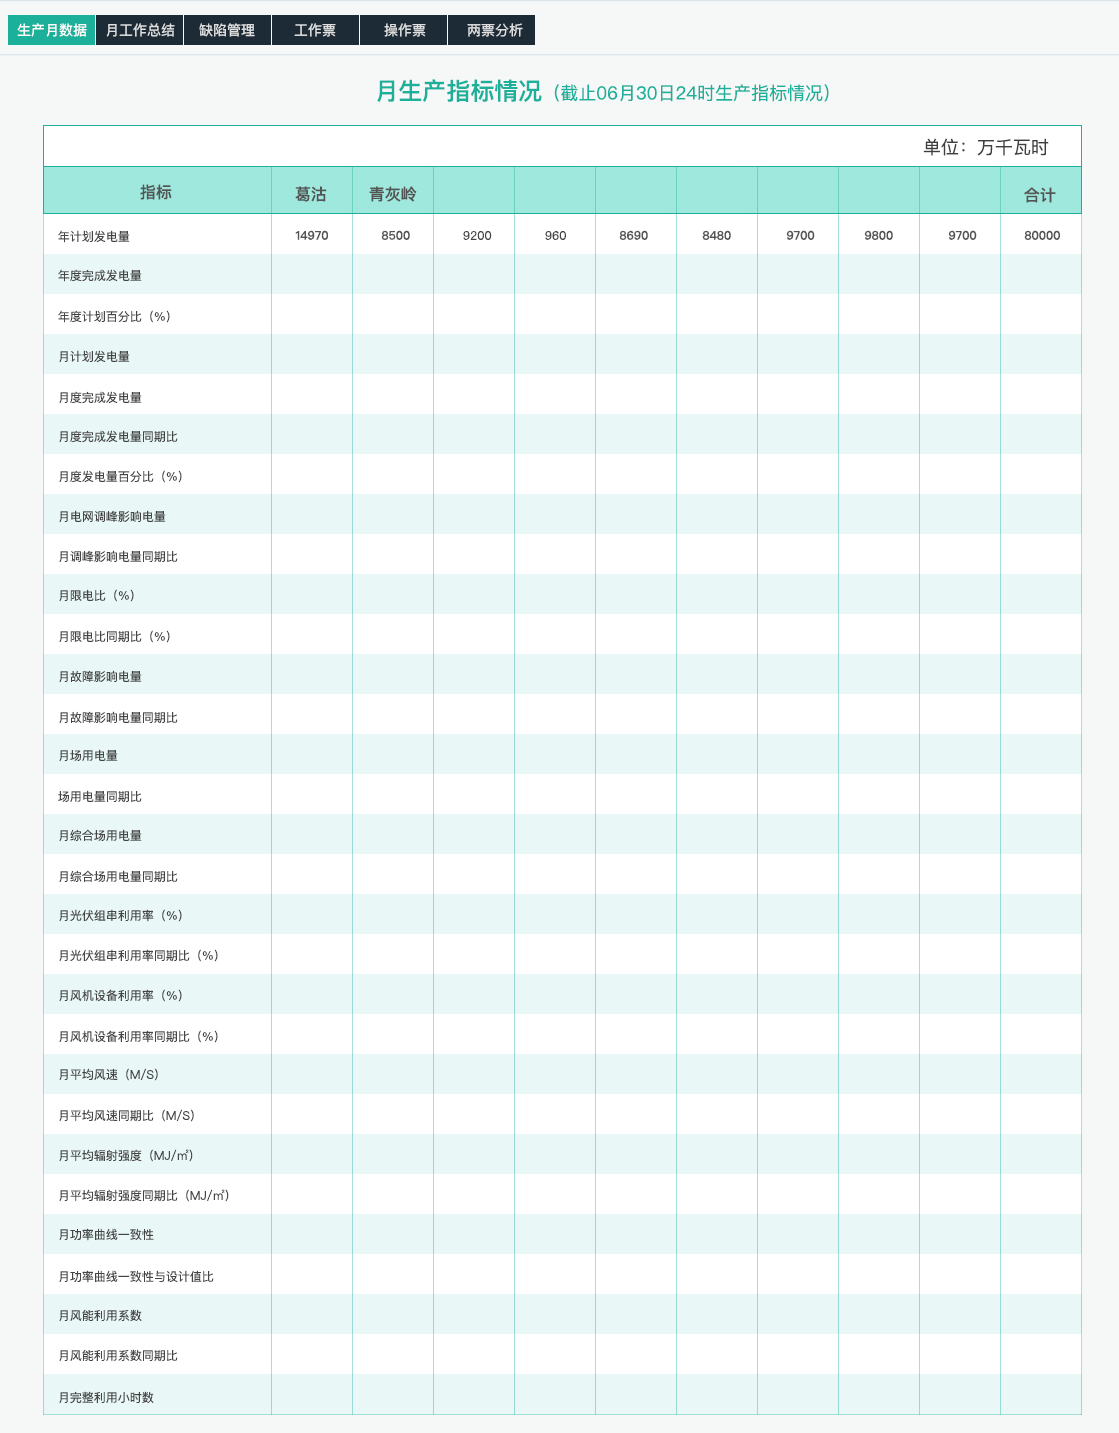 生产月数据 月工作总结 缺陷管理 工作票 操作票 两票分析
月生产指标情况（截止06月30日24时生产指标情况）
单位：万千瓦时
指标 葛沽 青灰岭 合计
年计划发电量 14970 8500 9200 960 8690 8480 9700 9800 9700 80000
年度完成发电量
年度计划百分比（%）
月计划发电量
月度完成发电量
月度完成发电量同期比
月度发电量百分比（%）
月电网调峰影响电量
月调峰影响电量同期比
月限电比（%）
月限电比同期比（%）
月故障影响电量
月故障影响电量同期比
月场用电量
场用电量同期比
月综合场用电量
月综合场用电量同期比
月光伏组串利用率（%）
月光伏组串利用率同期比（%）
月风机设备利用率（%）
月风机设备利用率同期比（%）
月平均风速（M/S）
月平均风速同期比（M/S）
月平均辐射强度（MJ/㎡）
月平均辐射强度同期比（MJ/㎡）
月功率曲线一致性
月功率曲线一致性与设计值比
月风能利用系数
月风能利用系数同期比
月完整利用小时数